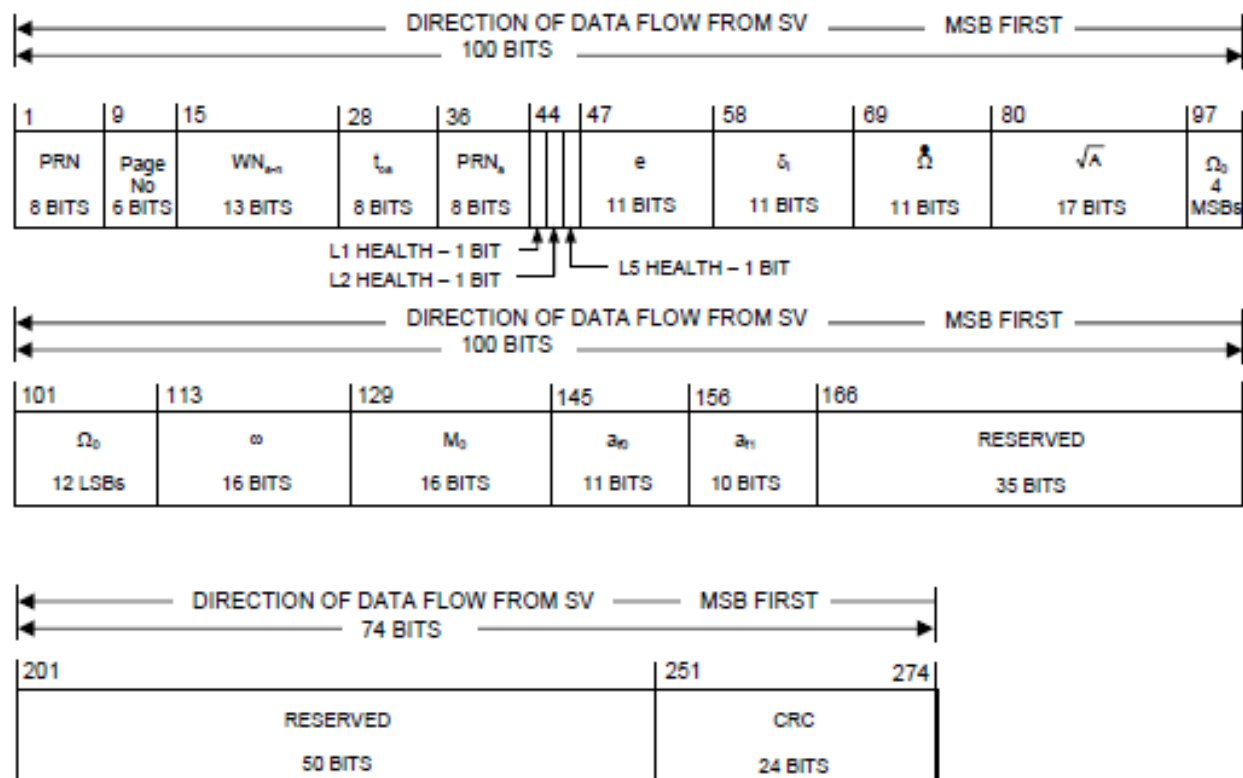 DIRECTION OF DATA FLOW FROM SV MSB FIRST
100 BITS
1 9 15 28 36 44 47 58 69 80 97
PRN Page No WNa-n toa PRNa e δi Ω̇ √A Ω0 4 MSBs
8 BITS 6 BITS 13 BITS 8 BITS 8 BITS 11 BITS 11 BITS 11 BITS 17 BITS
L1 HEALTH – 1 BIT
L2 HEALTH – 1 BIT
L5 HEALTH – 1 BIT
DIRECTION OF DATA FLOW FROM SV MSB FIRST
100 BITS
101 113 129 145 156 166
Ω0 ω M0 af0 af1 RESERVED
12 LSBs 16 BITS 16 BITS 11 BITS 10 BITS 35 BITS
DIRECTION OF DATA FLOW FROM SV MSB FIRST
74 BITS
201 251 274
RESERVED CRC
50 BITS 24 BITS